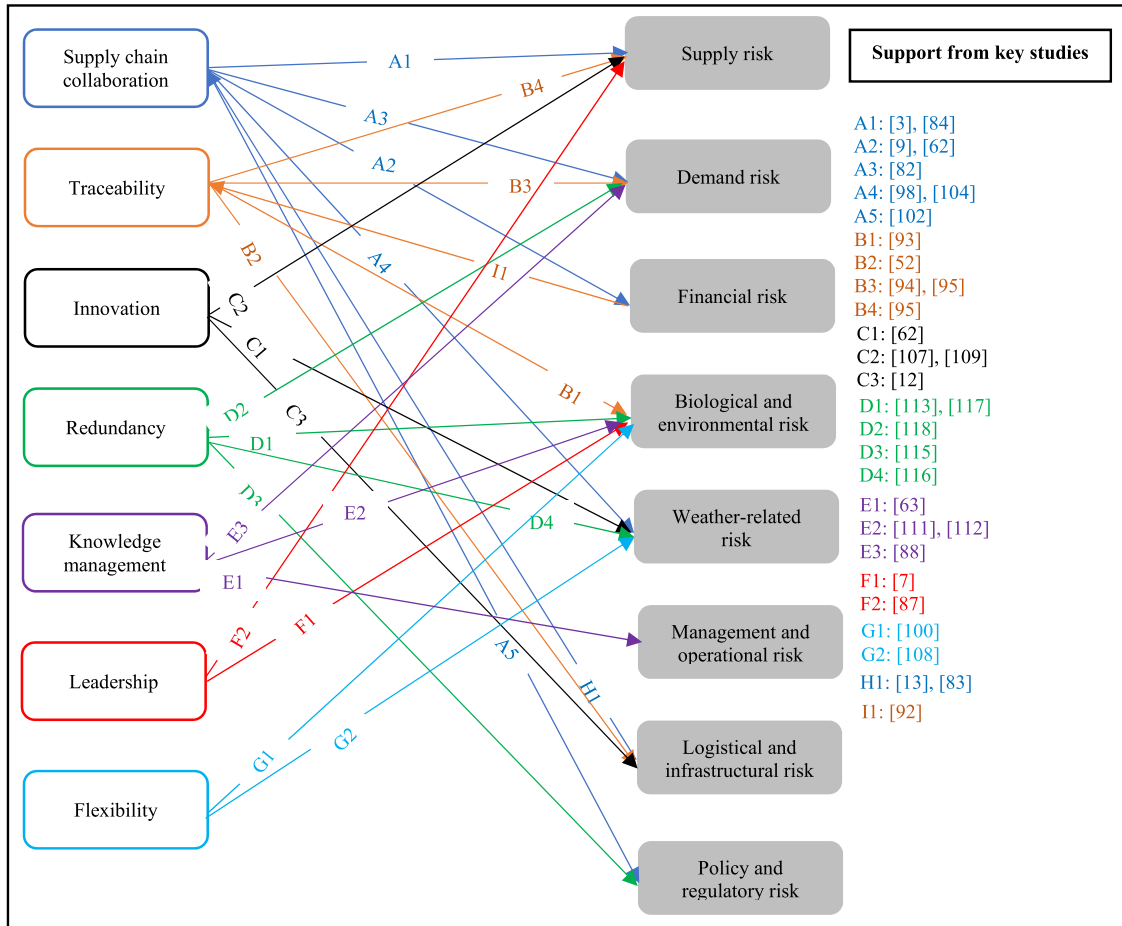 Supply chain
collaboration
Traceability
Innovation
Redundancy
Knowledge
management
Leadership
Flexibility
A1
B4
A3
A2
B3
B2
A4
I1
C2
C1
B1
C3
D2
D1
D3
E3
E2
D4
E1
F2
F1
A5
H1
G1
G2
Supply risk
Demand risk
Financial risk
Biological and
environmental risk
Weather-related
risk
Management and
operational risk
Logistical and
infrastructural risk
Policy and
regulatory risk
Support from key studies
A1: [3], [84]
A2: [9], [62]
A3: [82]
A4: [98], [104]
A5: [102]
B1: [93]
B2: [52]
B3: [94], [95]
B4: [95]
C1: [62]
C2: [107], [109]
C3: [12]
D1: [113], [117]
D2: [118]
D3: [115]
D4: [116]
E1: [63]
E2: [111], [112]
E3: [88]
F1: [7]
F2: [87]
G1: [100]
G2: [108]
H1: [13], [83]
I1: [92]